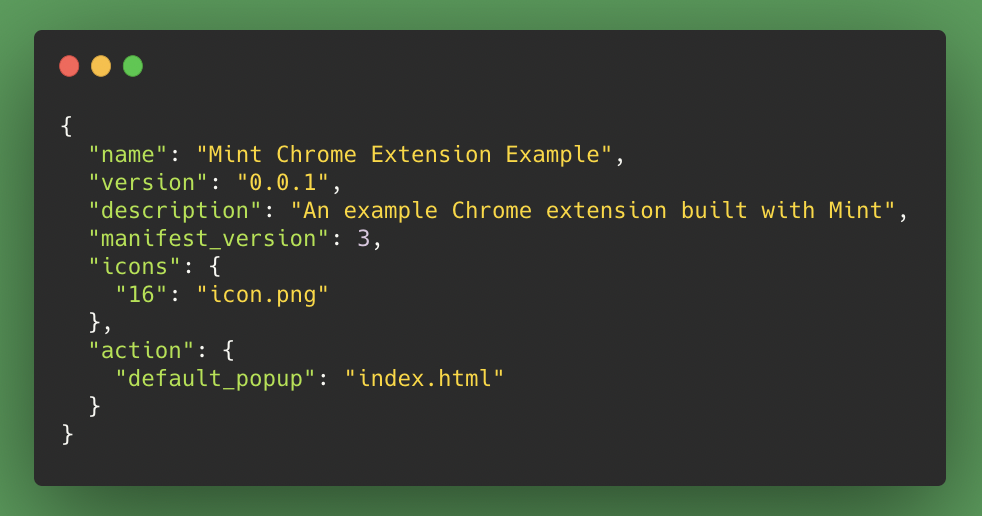 {
  "name": "Mint Chrome Extension Example",
  "version": "0.0.1",
  "description": "An example Chrome extension built with Mint",
  "manifest_version": 3,
  "icons": {
    "16": "icon.png"
  },
  "action": {
    "default_popup": "index.html"
  }
}